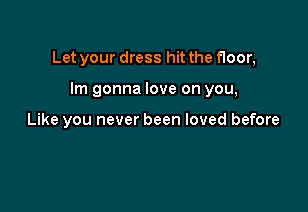 Let your dress hit the floor,
Im gonna love on you,
Like you never been loved before